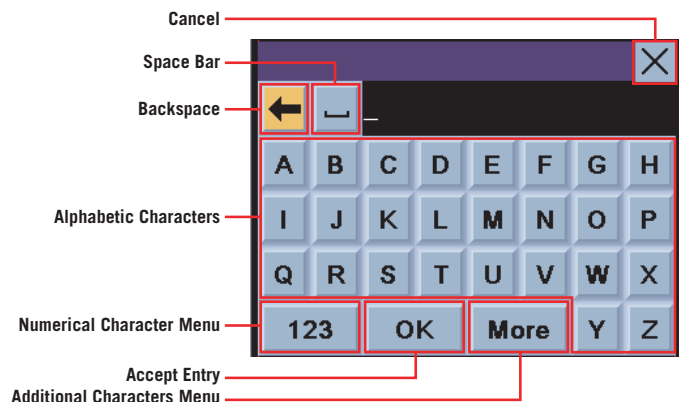 Cancel
Space Bar
Backspace
_
A B C D E F G H
Alphabetic Characters
I J K L M N O P
Q R S T U V W X
Numerical Character Menu
123 OK More Y Z
Accept Entry
Additional Characters Menu